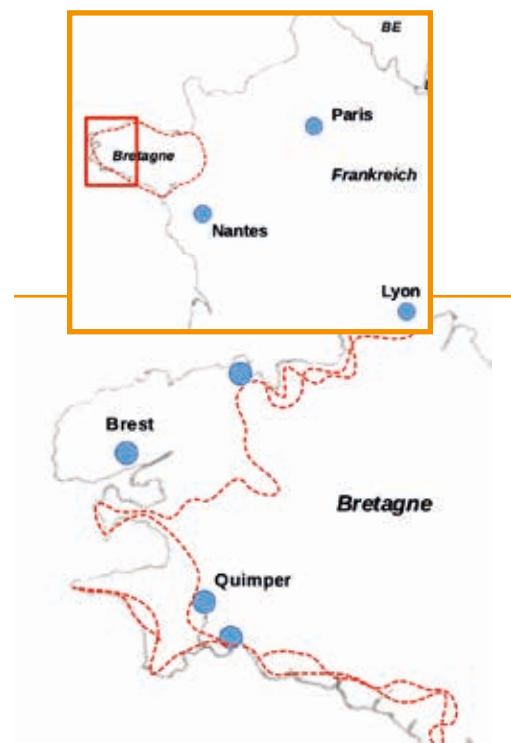 BE
Paris
Bretagne
Frankreich
Nantes
Lyon
Brest
Bretagne
Quimper